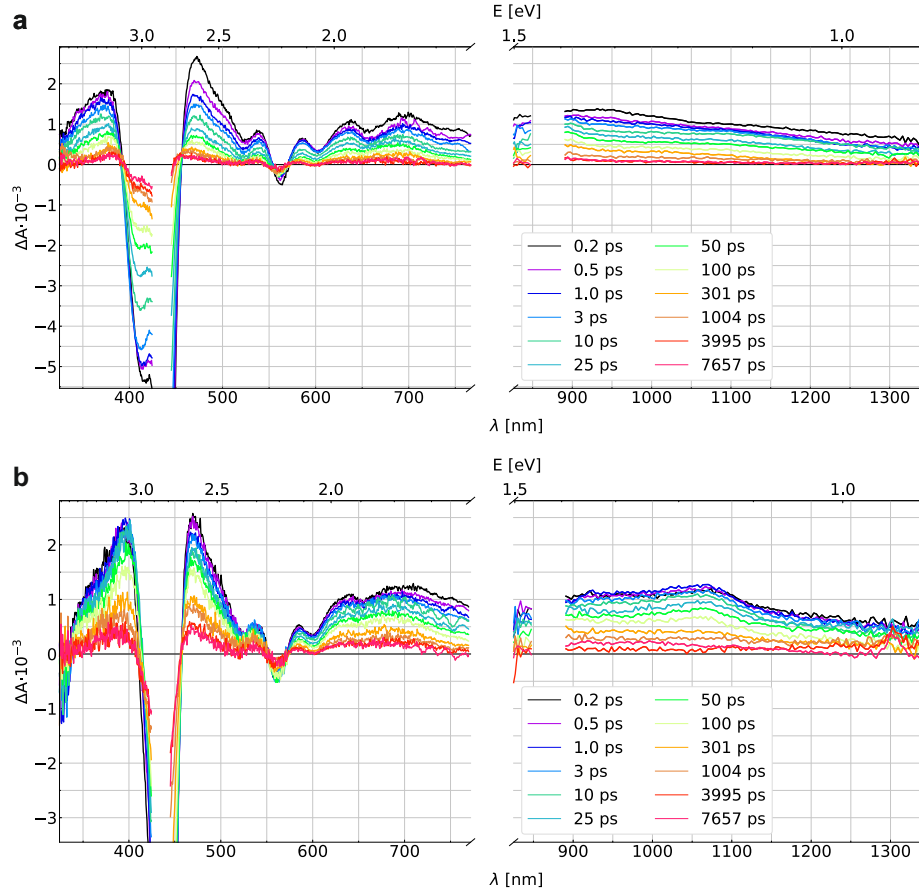 a
E [eV]
3.0 2.5 2.0 1.5 1.0
2
1
0
−1
−2
−3
−4
−5
ΔA·10⁻³
0.2 ps 50 ps
0.5 ps 100 ps
1.0 ps 301 ps
3 ps 1004 ps
10 ps 3995 ps
25 ps 7657 ps
400 500 600 700 900 1000 1100 1200 1300
λ [nm]
b
E [eV]
3.0 2.5 2.0 1.5 1.0
2
1
0
−1
−2
−3
ΔA·10⁻³
0.2 ps 50 ps
0.5 ps 100 ps
1.0 ps 301 ps
3 ps 1004 ps
10 ps 3995 ps
25 ps 7657 ps
400 500 600 700 900 1000 1100 1200 1300
λ [nm]